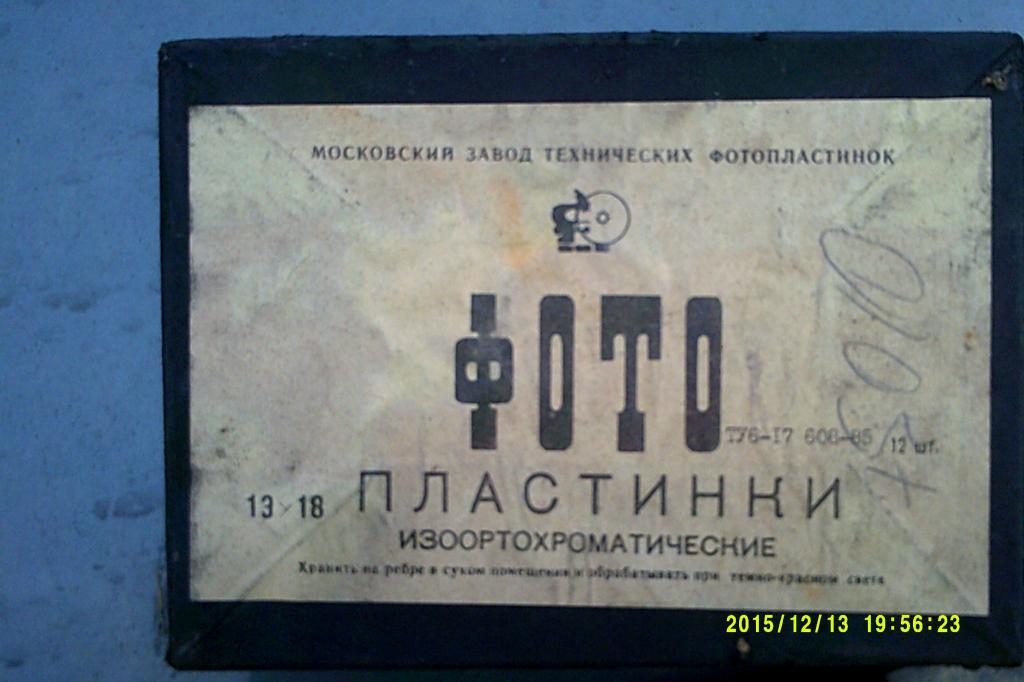 МОСКОВСКИЙ ЗАВОД ТЕХНИЧЕСКИХ ФОТОПЛАСТИНОК
ФОТО
ТУ6-17 608-85 12 шт.
13×18 ПЛАСТИНКИ
ИЗООРТОХРОМАТИЧЕСКИЕ
Хранить на ребре в сухом помещении и обрабатывать при темно-красном свете
2015/12/13 19:56:23